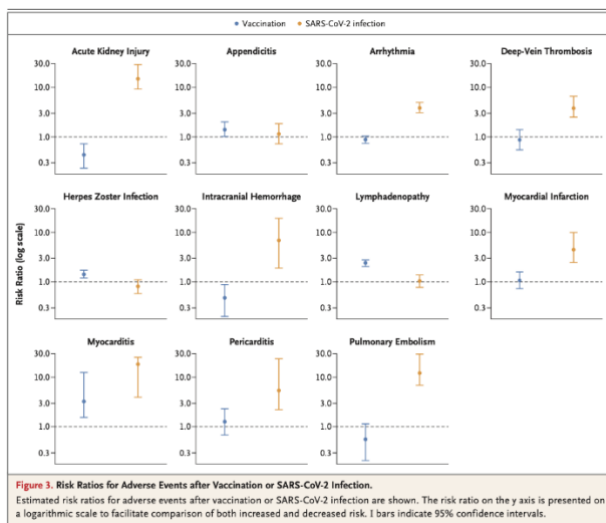 Vaccination SARS-CoV-2 infection
Acute Kidney Injury Appendicitis Arrhythmia Deep-Vein Thrombosis
30.0 30.0 30.0 30.0
10.0 10.0 10.0 10.0
3.0 3.0 3.0 3.0
1.0 1.0 1.0 1.0
0.3 0.3 0.3 0.3
Risk Ratio (log scale)
Herpes Zoster Infection Intracranial Hemorrhage Lymphadenopathy Myocardial Infarction
30.0 30.0 30.0 30.0
10.0 10.0 10.0 10.0
3.0 3.0 3.0 3.0
1.0 1.0 1.0 1.0
0.3 0.3 0.3 0.3
Myocarditis Pericarditis Pulmonary Embolism
30.0 30.0 30.0
10.0 10.0 10.0
3.0 3.0 3.0
1.0 1.0 1.0
0.3 0.3 0.3
Figure 3. Risk Ratios for Adverse Events after Vaccination or SARS-CoV-2 Infection.
Estimated risk ratios for adverse events after vaccination or SARS-CoV-2 infection are shown. The risk ratio on the y axis is presented on
a logarithmic scale to facilitate comparison of both increased and decreased risk. I bars indicate 95% confidence intervals.